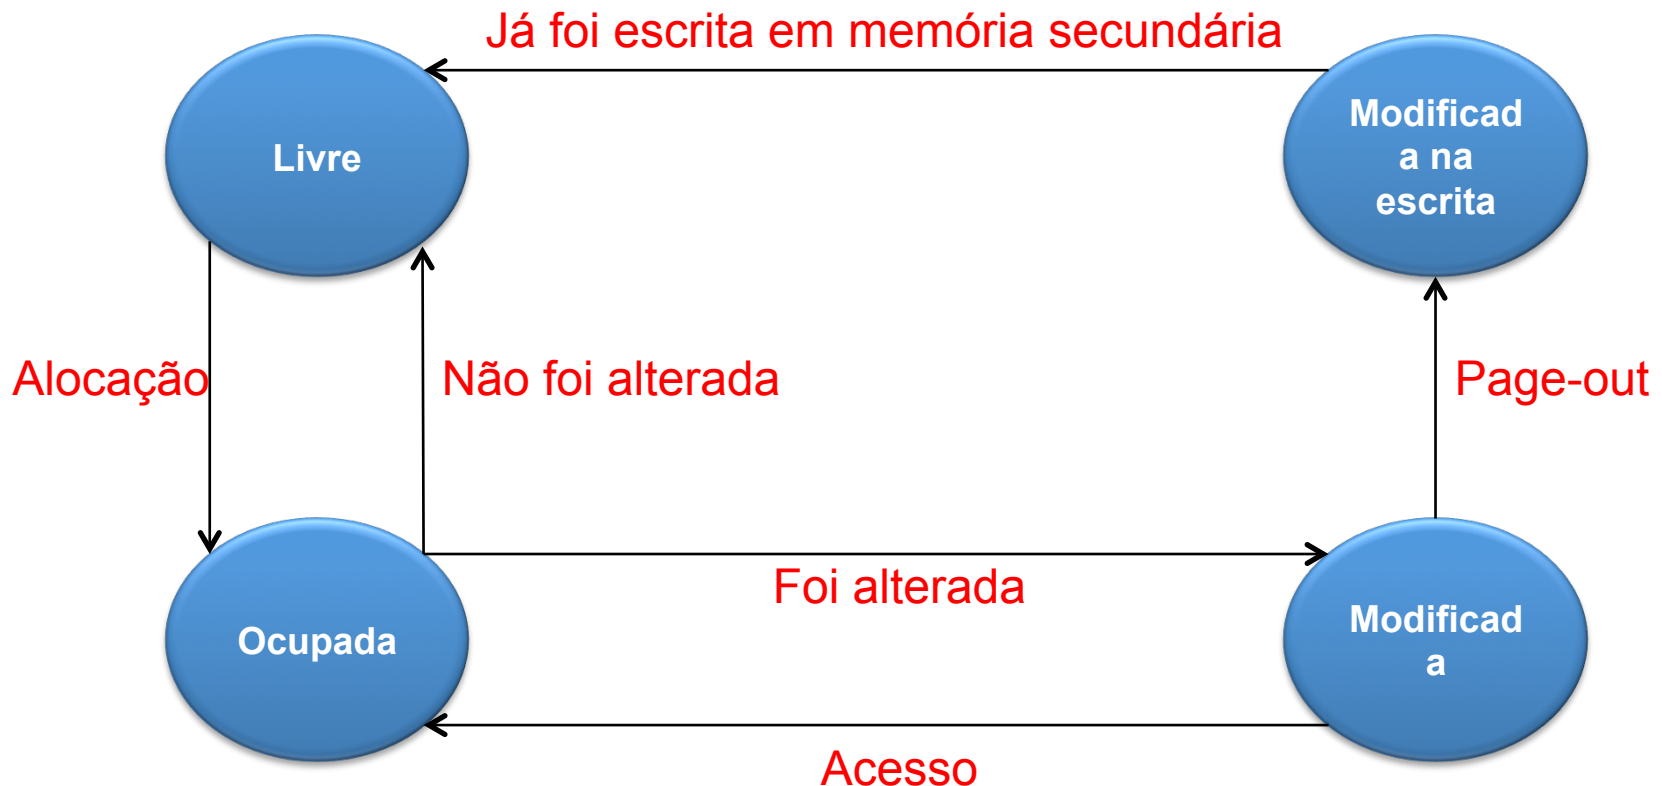 Já foi escrita em memória secundária
Livre
Modificad
a na
escrita
Alocação
Não foi alterada
Page-out
Foi alterada
Ocupada
Modificad
a
Acesso